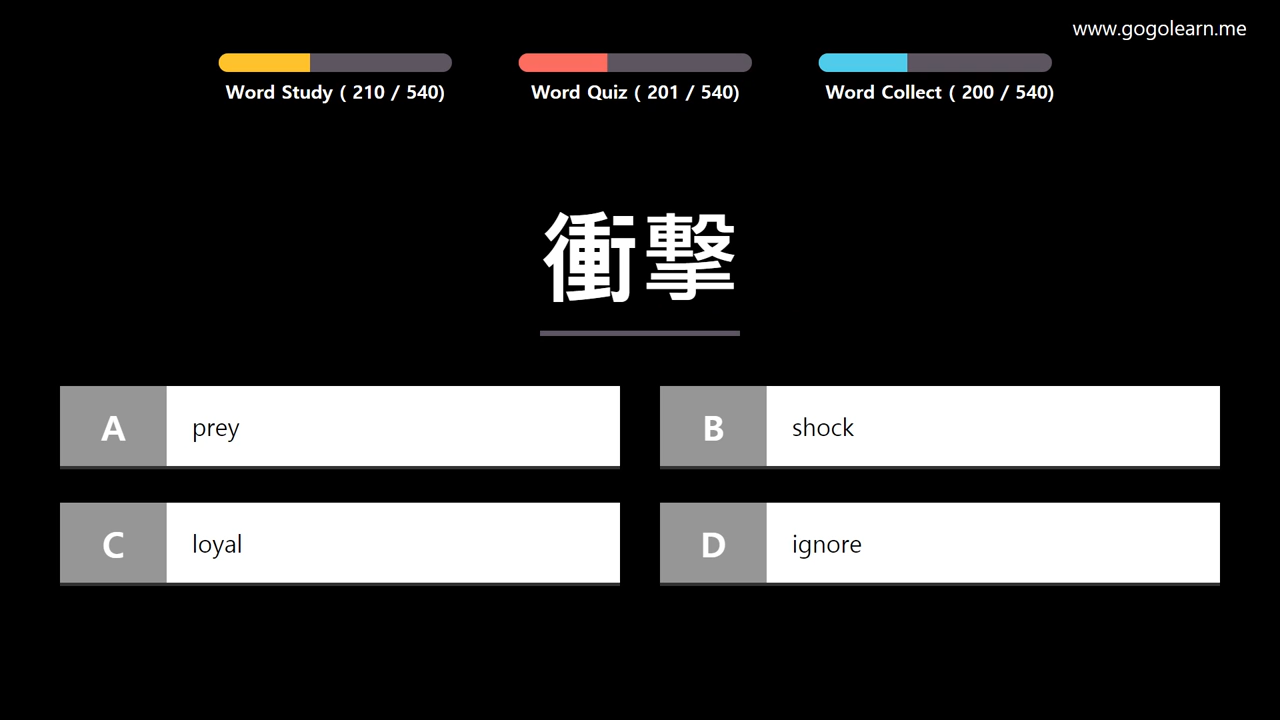 www.gogolearn.me
Word Study ( 210 / 540)
Word Quiz ( 201 / 540)
Word Collect ( 200 / 540)
衝撃
A prey
B shock
C loyal
D ignore